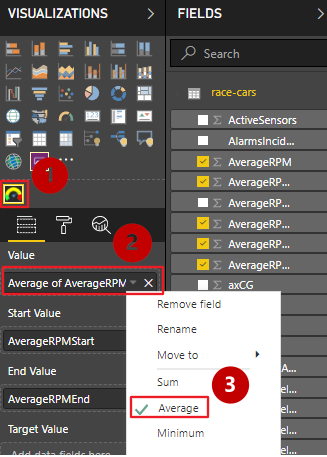 VISUALIZATIONS
FIELDS
Search
race-cars
ActiveSensors
AlarmsIncid...
AverageRPM
AverageRP...
AverageRP...
AverageRP...
AverageRP...
AverageRP...
axCG
1
2
Value
Average of AverageRPM
Start Value
AverageRPMStart
End Value
AverageRPMEnd
Target Value
Add data fields here
Remove field
Rename
Move to
Sum
3
Average
Minimum